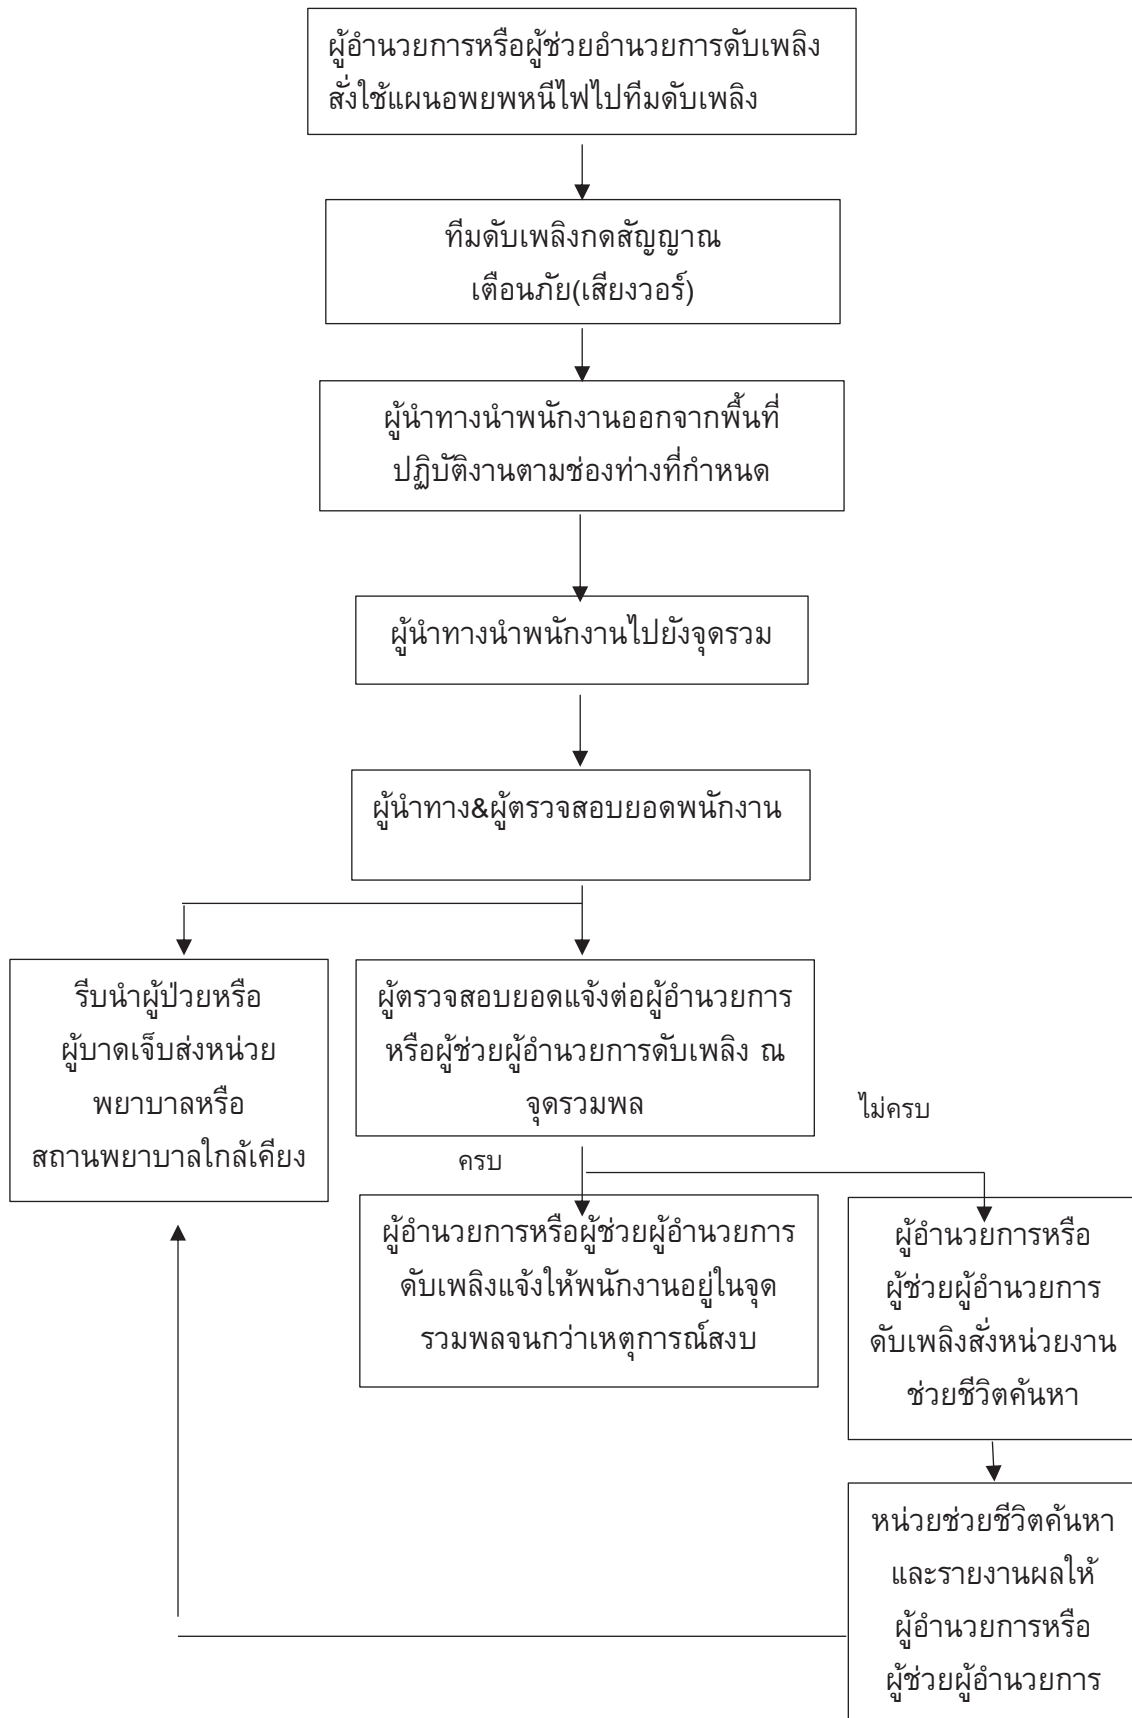 ผู้อำนวยการหรือผู้ช่วยอำนวยการดับเพลิง
สั่งใช้แผนอพยพหนีไฟไปทีมดับเพลิง
ทีมดับเพลิงกดสัญญาณ
เตือนภัย(เสียงวอร์)
ผู้นำทางนำพนักงานออกจากพื้นที่
ปฏิบัติงานตามช่องท่างที่กำหนด
ผู้นำทางนำพนักงานไปยังจุดรวม
ผู้นำทาง&ผู้ตรวจสอบยอดพนักงาน
รีบนำผู้ป่วยหรือ
ผู้บาดเจ็บส่งหน่วย
พยาบาลหรือ
สถานพยาบาลใกล้เคียง
ผู้ตรวจสอบยอดแจ้งต่อผู้อำนวยการ
หรือผู้ช่วยผู้อำนวยการดับเพลิง ณ
จุดรวมพล
ไม่ครบ
ครบ
ผู้อำนวยการหรือผู้ช่วยผู้อำนวยการ
ดับเพลิงแจ้งให้พนักงานอยู่ในจุด
รวมพลจนกว่าเหตุการณ์สงบ
ผู้อำนวยการหรือ
ผู้ช่วยผู้อำนวยการ
ดับเพลิงสั่งหน่วยงาน
ช่วยชีวิตค้นหา
หน่วยช่วยชีวิตค้นหา
และรายงานผลให้
ผู้อำนวยการหรือ
ผู้ช่วยผู้อำนวยการ